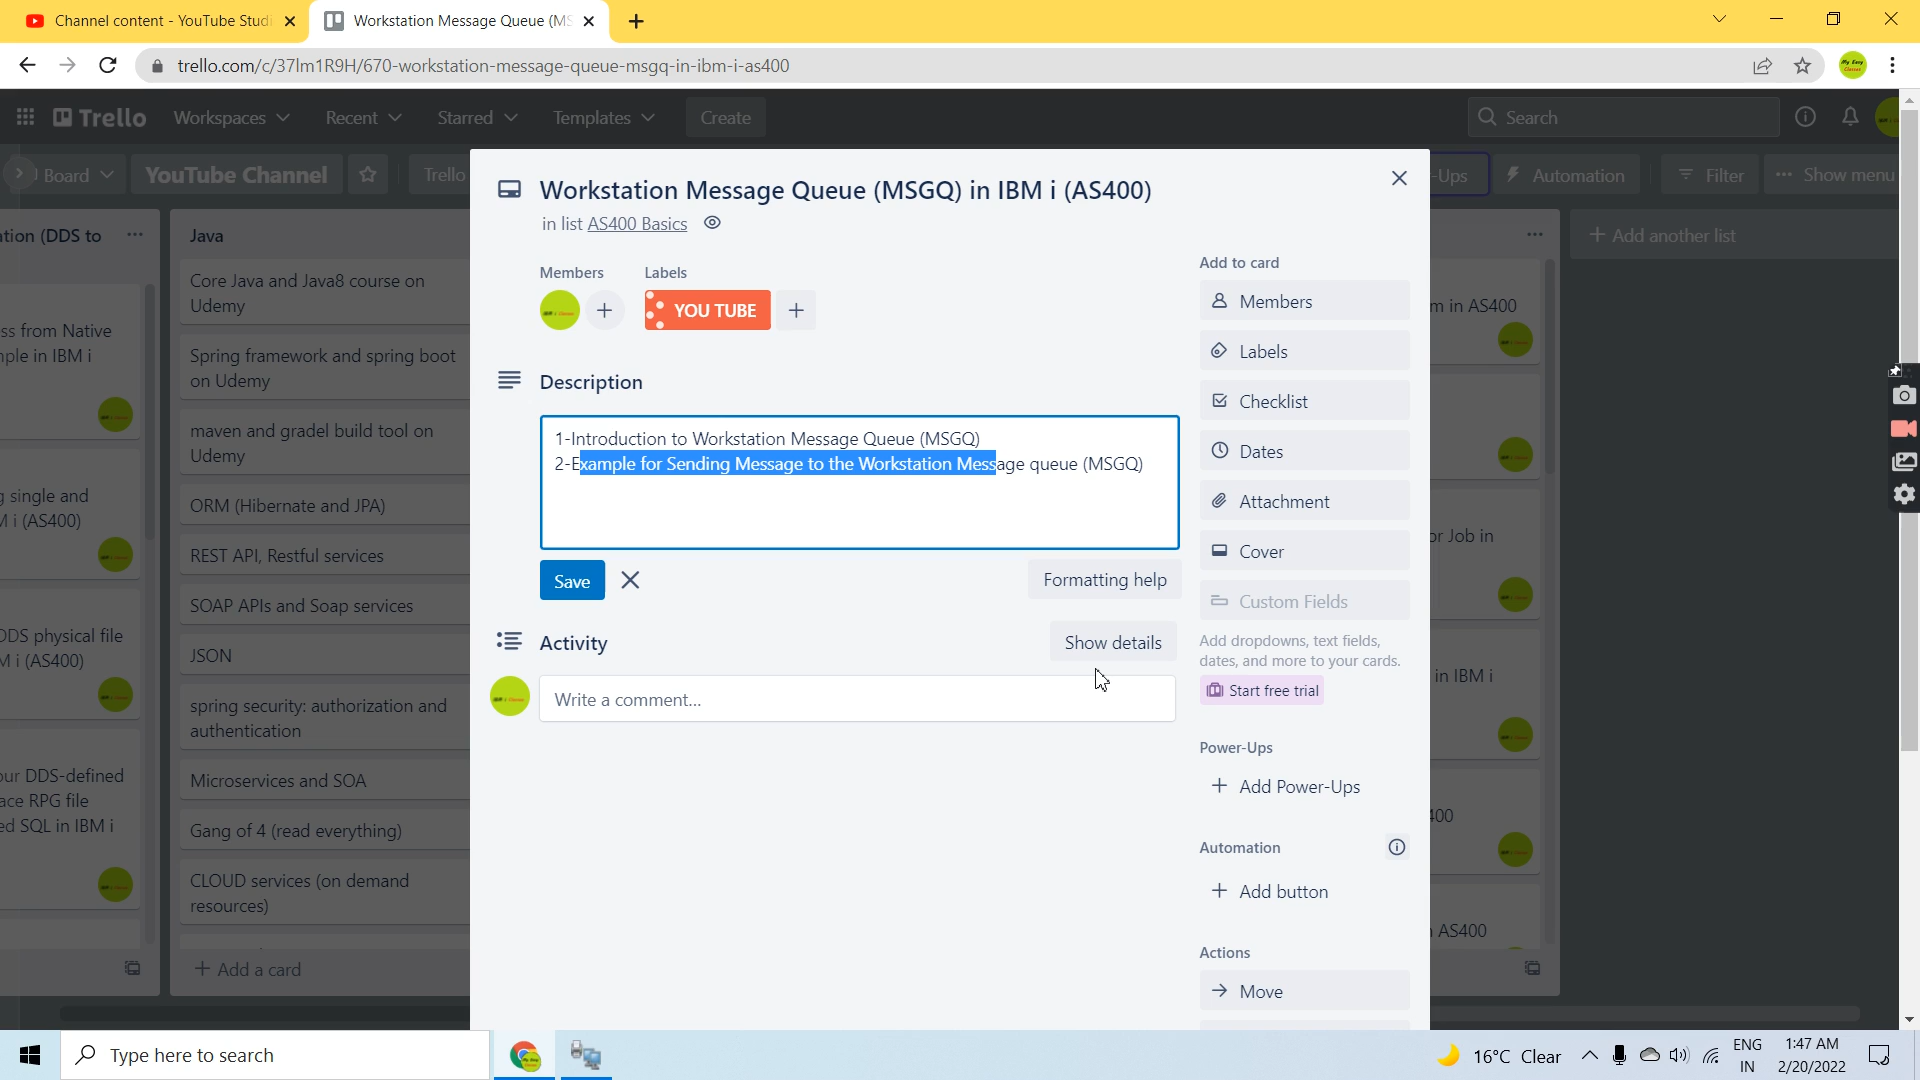 Channel content - YouTube Studi
Workstation Message Queue (MS
trello.com/c/37lm1R9H/670-workstation-message-queue-msgq-in-ibm-i-as400
Trello
Workspaces
Recent
Starred
Templates
Create
Search
Board
YouTube Channel
Trello
-Ups
Automation
Filter
Show menu
tion (DDS to
ss from Native
nple in IBM i
g single and
M i (AS400)
DDS physical file
M i (AS400)
our DDS-defined
ace RPG file
ed SQL in IBM i
Java
Core Java and Java8 course on
Udemy
Spring framework and spring boot
on Udemy
maven and gradel build tool on
Udemy
ORM (Hibernate and JPA)
REST API, Restful services
SOAP APIs and Soap services
JSON
spring security: authorization and
authentication
Microservices and SOA
Gang of 4 (read everything)
CLOUD services (on demand
resources)
Add a card
Workstation Message Queue (MSGQ) in IBM i (AS400)
in list AS400 Basics
Members
Labels
YOU TUBE
Description
1-Introduction to Workstation Message Queue (MSGQ)
2-Example for Sending Message to the Workstation Message queue (MSGQ)
Save
Formatting help
Activity
Show details
Write a comment...
Add to card
Members
Labels
Checklist
Dates
Attachment
Cover
Custom Fields
Add dropdowns, text fields,
dates, and more to your cards.
Start free trial
Power-Ups
Add Power-Ups
Automation
Add button
Actions
Move
m in AS400
or Job in
in IBM i
400
AS400
Add another list
Type here to search
16°C Clear
ENG
IN
1:47 AM
2/20/2022